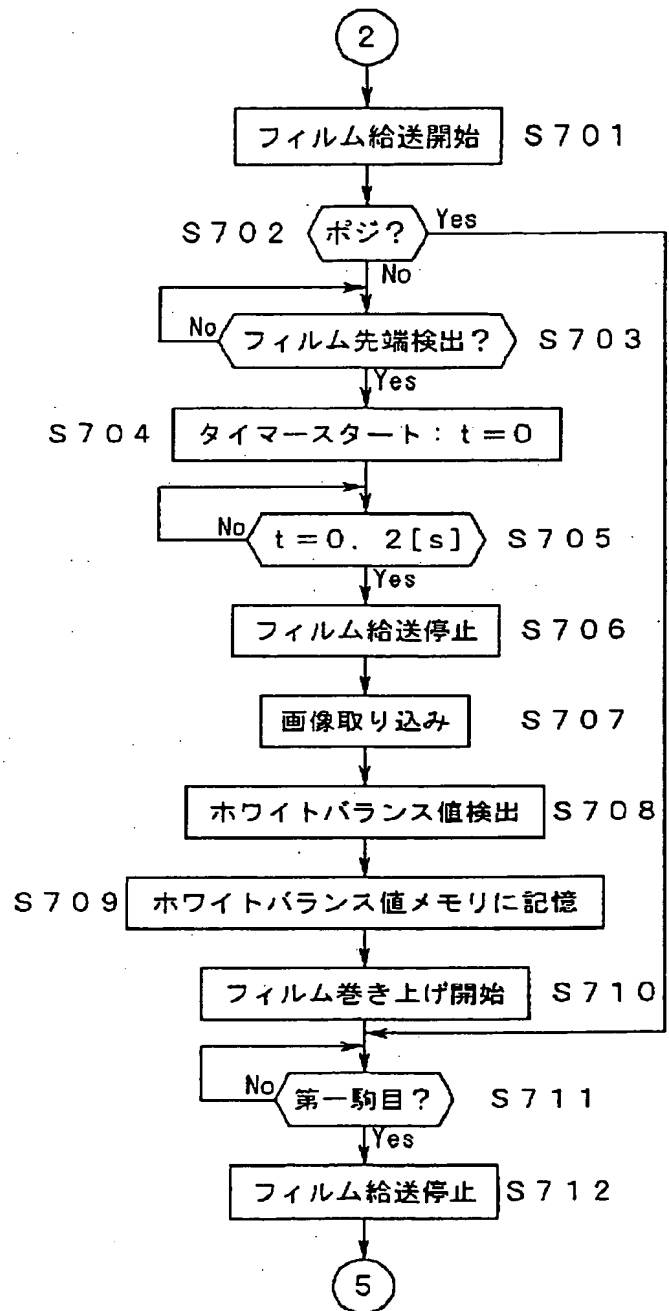 2
フィルム給送開始 S701
S702 ポジ? Yes
No
No フィルム先端検出? S703
Yes
S704 タイマースタート:t=0
No t=0.2[s] S705
Yes
フィルム給送停止 S706
画像取り込み S707
ホワイトバランス値検出 S708
S709 ホワイトバランス値メモリに記憶
フィルム巻き上げ開始 S710
No 第一駒目? S711
Yes
フィルム給送停止 S712
5